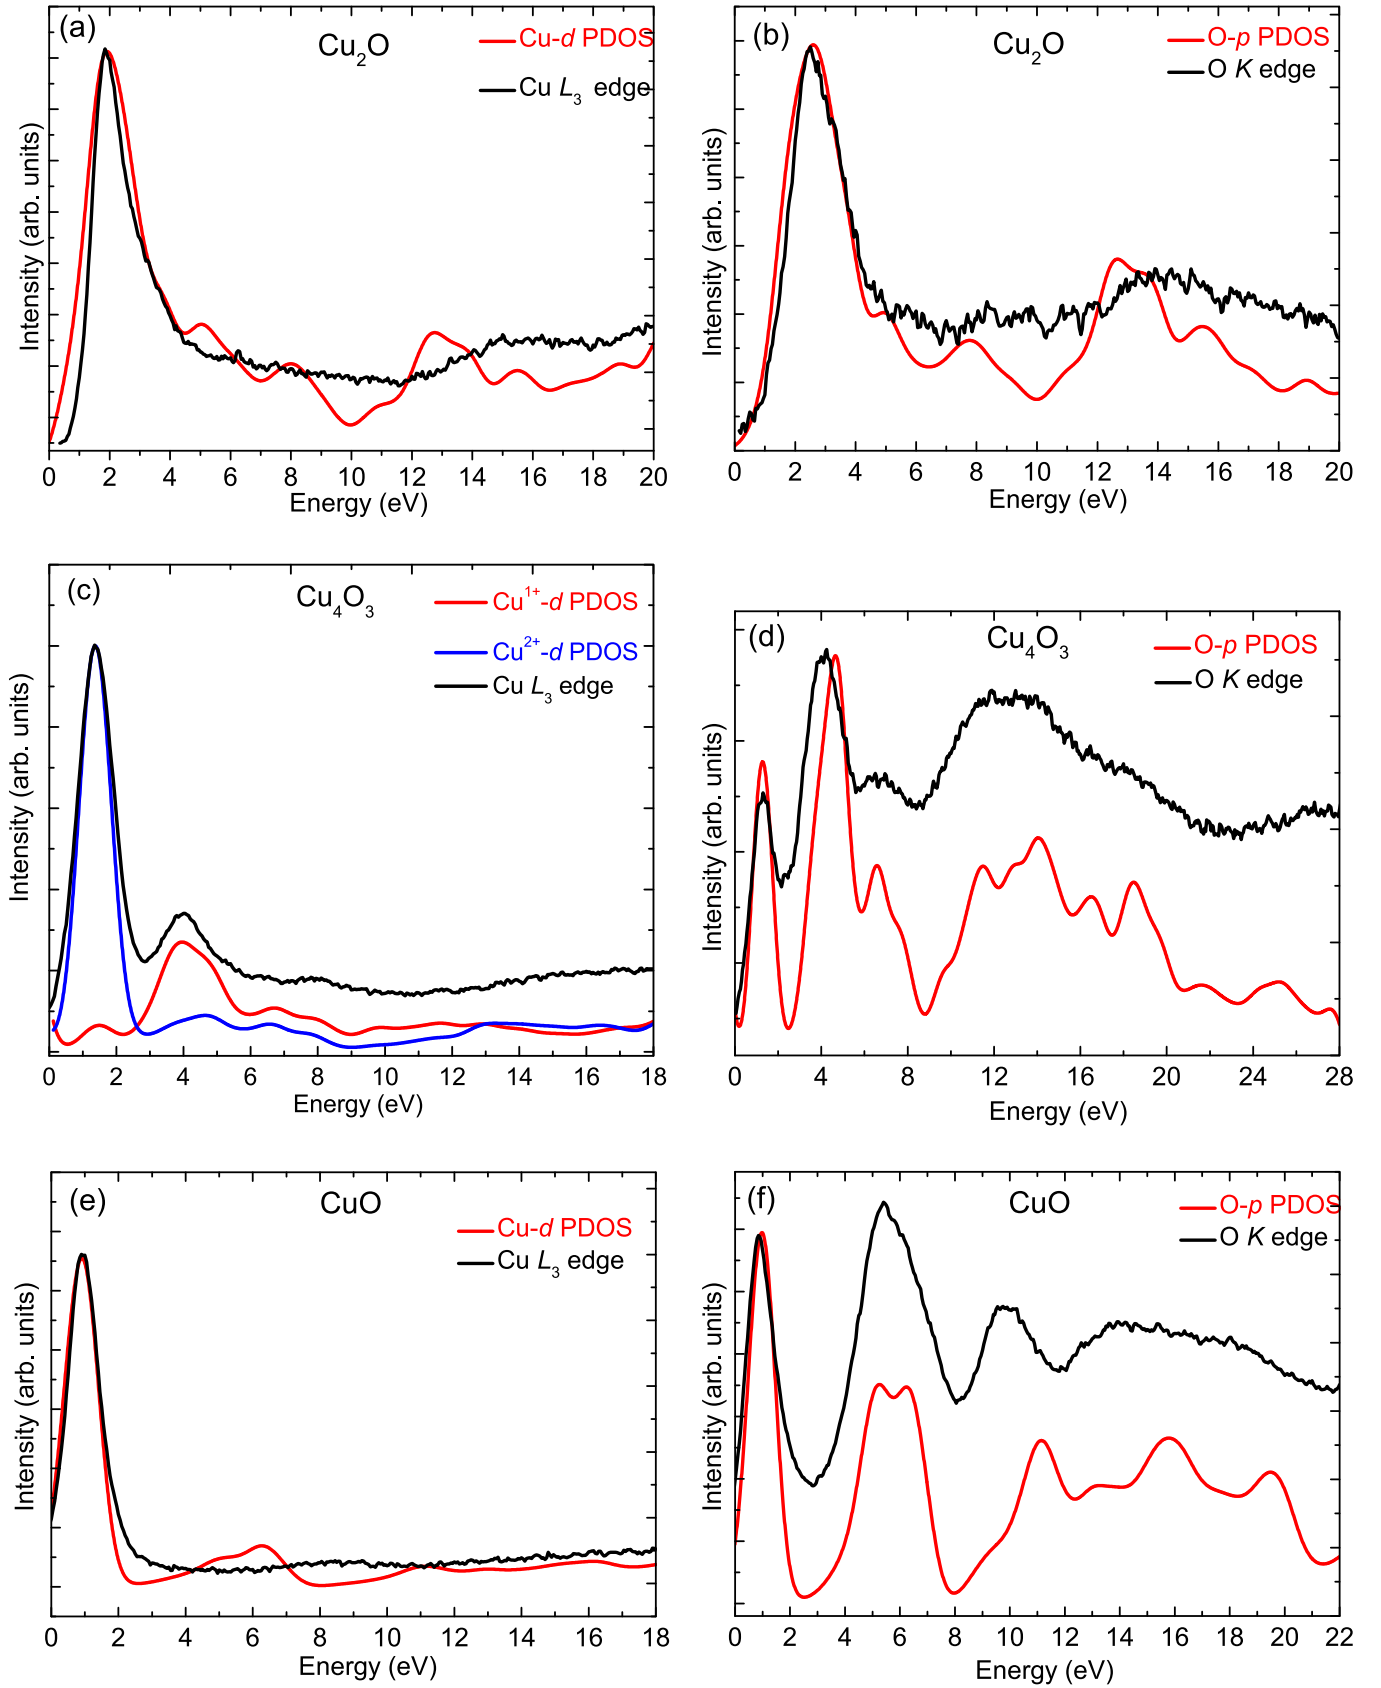 (a)
Cu₂O
Cu-d PDOS
Cu L₃ edge
Intensity (arb. units)
0 2 4 6 8 10 12 14 16 18 20
Energy (eV)
(b)
Cu₂O
O-p PDOS
O K edge
Intensity (arb. units)
0 2 4 6 8 10 12 14 16 18 20
Energy (eV)
(c)
Cu₄O₃
Cu¹⁺-d PDOS
Cu²⁺-d PDOS
Cu L₃ edge
Intensity (arb. units)
0 2 4 6 8 10 12 14 16 18
Energy (eV)
(d)
Cu₄O₃
O-p PDOS
O K edge
Intensity (arb. units)
0 4 8 12 16 20 24 28
Energy (eV)
(e)
CuO
Cu-d PDOS
Cu L₃ edge
Intensity (arb. units)
0 2 4 6 8 10 12 14 16 18
Energy (eV)
(f)
CuO
O-p PDOS
O K edge
Intensity (arb. units)
0 2 4 6 8 10 12 14 16 18 20 22
Energy (eV)